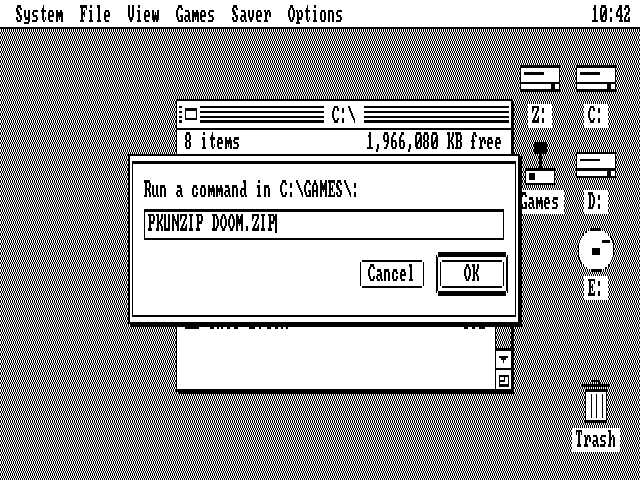 System File View Games Saver Options 10:42
C:\
8 items 1,966,080 KB free
Run a command in C:\GAMES\:
PKUNZIP DOOM.ZIP
Cancel OK
Z: C:
Games D:
E:
Trash